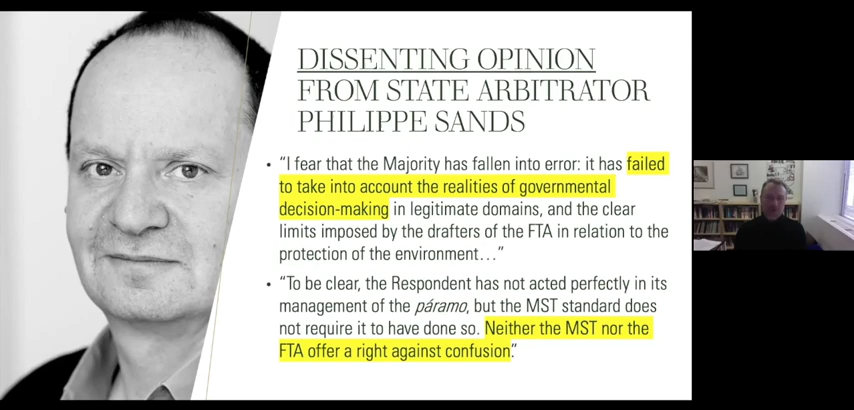 DISSENTING OPINION
FROM STATE ARBITRATOR
PHILIPPE SANDS
• “I fear that the Majority has fallen into error: it has failed
to take into account the realities of governmental
decision-making in legitimate domains, and the clear
limits imposed by the drafters of the FTA in relation to the
protection of the environment…”
• “To be clear, the Respondent has not acted perfectly in its
management of the páramo, but the MST standard does
not require it to have done so. Neither the MST nor the
FTA offer a right against confusion.”